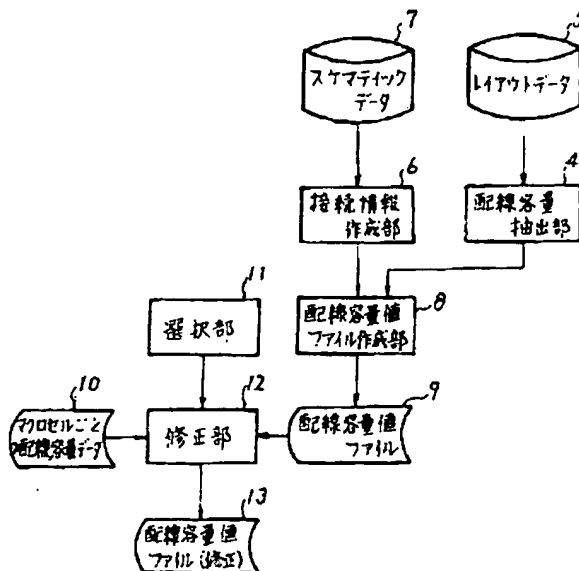 7
スケマティック
データ
5
レイアウトデータ
6
接続情報
作成部
4
配線容量
抽出部
11
選択部
8
配線容量値
ファイル作成部
10
マクロセルごと
の配線容量データ
12
修正部
9
配線容量値
ファイル
13
配線容量値
ファイル(修正)